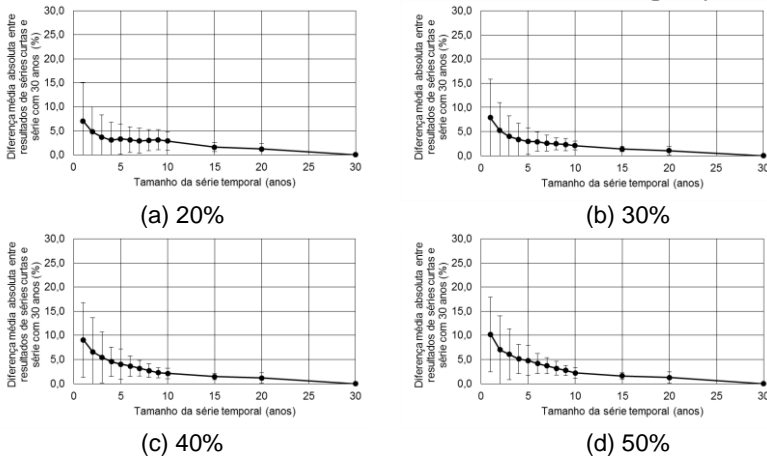 Diferença média absoluta entre
resultados de séries curtas e
série com 30 anos (%)
30,0
25,0
20,0
15,0
10,0
5,0
0,0
0 5 10 15 20 25 30
Tamanho da série temporal (anos)
(a) 20%
Diferença média absoluta entre
resultados de séries curtas e
série com 30 anos (%)
30,0
25,0
20,0
15,0
10,0
5,0
0,0
0 5 10 15 20 25 30
Tamanho da série temporal (anos)
(b) 30%
Diferença média absoluta entre
resultados de séries curtas e
série com 30 anos (%)
30,0
25,0
20,0
15,0
10,0
5,0
0,0
0 5 10 15 20 25 30
Tamanho da série temporal (anos)
(c) 40%
Diferença média absoluta entre
resultados de séries curtas e
série com 30 anos (%)
30,0
25,0
20,0
15,0
10,0
5,0
0,0
0 5 10 15 20 25 30
Tamanho da série temporal (anos)
(d) 50%